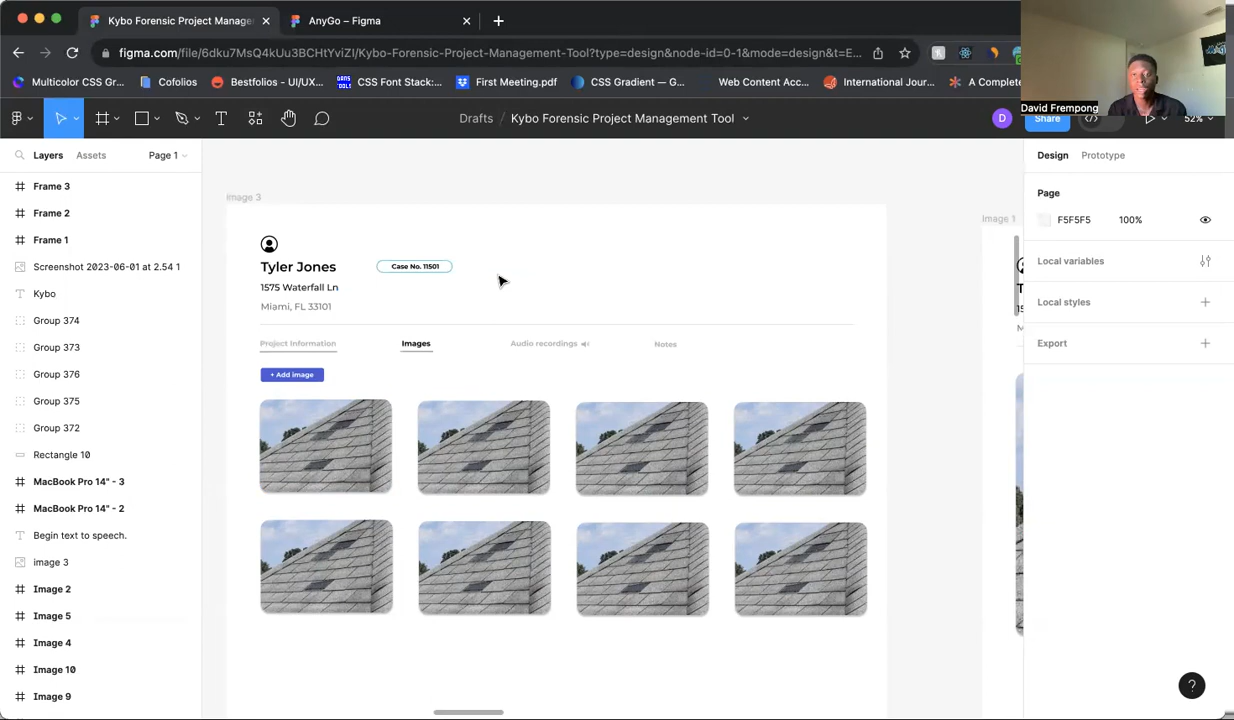 Kybo Forensic Project Manage
AnyGo – Figma
figma.com/file/6dku7MsQ4kUu3BCHtYviZI/Kybo-Forensic-Project-Management-Tool?type=design&node-id=0-1&mode=design&t=E...
Multicolor CSS Gr...
Cofolios
Bestfolios - UI/UX...
CSS Font Stack:...
First Meeting.pdf
CSS Gradient — G...
Web Content Acc...
International Jour...
A Complete
David Frempong
Drafts / Kybo Forensic Project Management Tool
D
Share
52%
Layers
Assets
Page 1
Frame 3
Frame 2
Frame 1
Screenshot 2023-06-01 at 2.54 1
Kybo
Group 374
Group 373
Group 376
Group 375
Group 372
Rectangle 10
MacBook Pro 14" - 3
MacBook Pro 14" - 2
Begin text to speech.
image 3
Image 2
Image 5
Image 4
Image 10
Image 9
Image 3
Tyler Jones
Case No. 11501
1575 Waterfall Ln
Miami, FL 33101
Project Information
Images
Audio recordings
Notes
+ Add image
Image 1
Design
Prototype
Page
F5F5F5
100%
Local variables
Local styles
Export
?